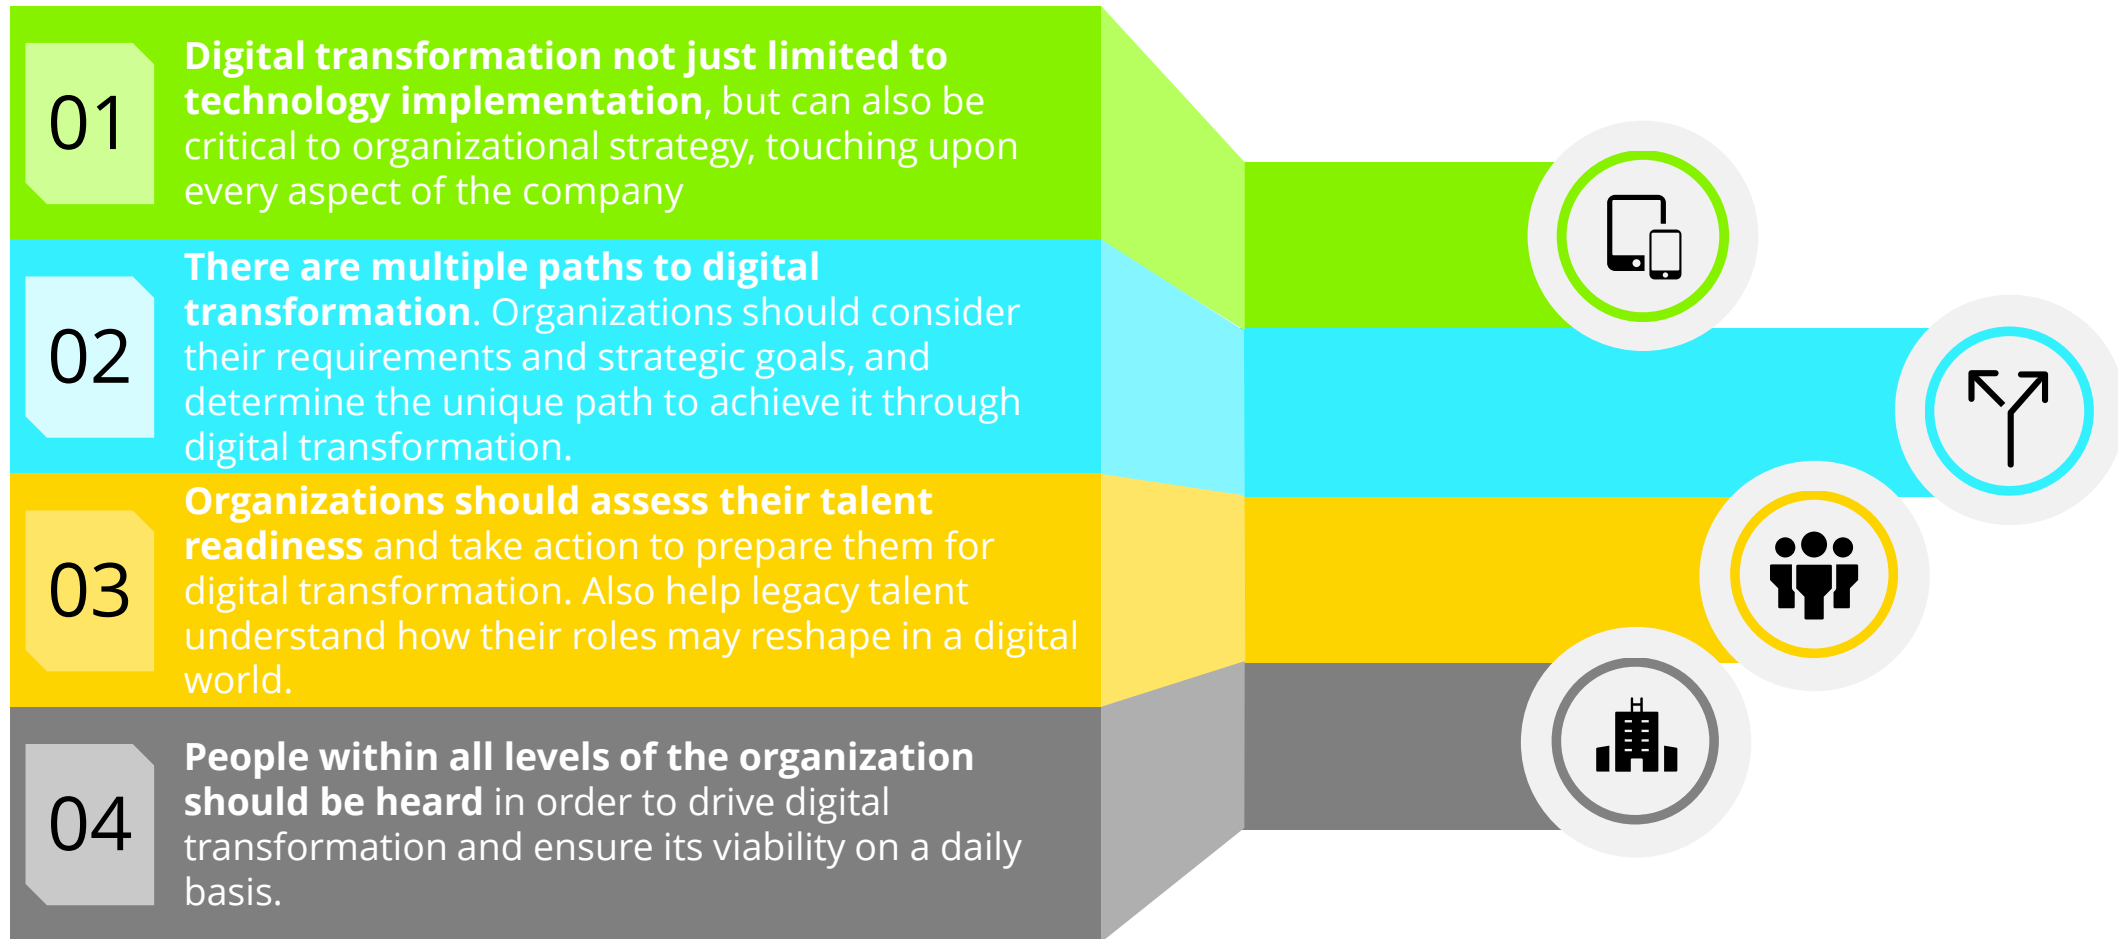 01
Digital transformation not just limited to
technology implementation, but can also be
critical to organizational strategy, touching upon
every aspect of the company
02
There are multiple paths to digital
transformation. Organizations should consider
their requirements and strategic goals, and
determine the unique path to achieve it through
digital transformation.
03
Organizations should assess their talent
readiness and take action to prepare them for
digital transformation. Also help legacy talent
understand how their roles may reshape in a digital
world.
04
People within all levels of the organization
should be heard in order to drive digital
transformation and ensure its viability on a daily
basis.